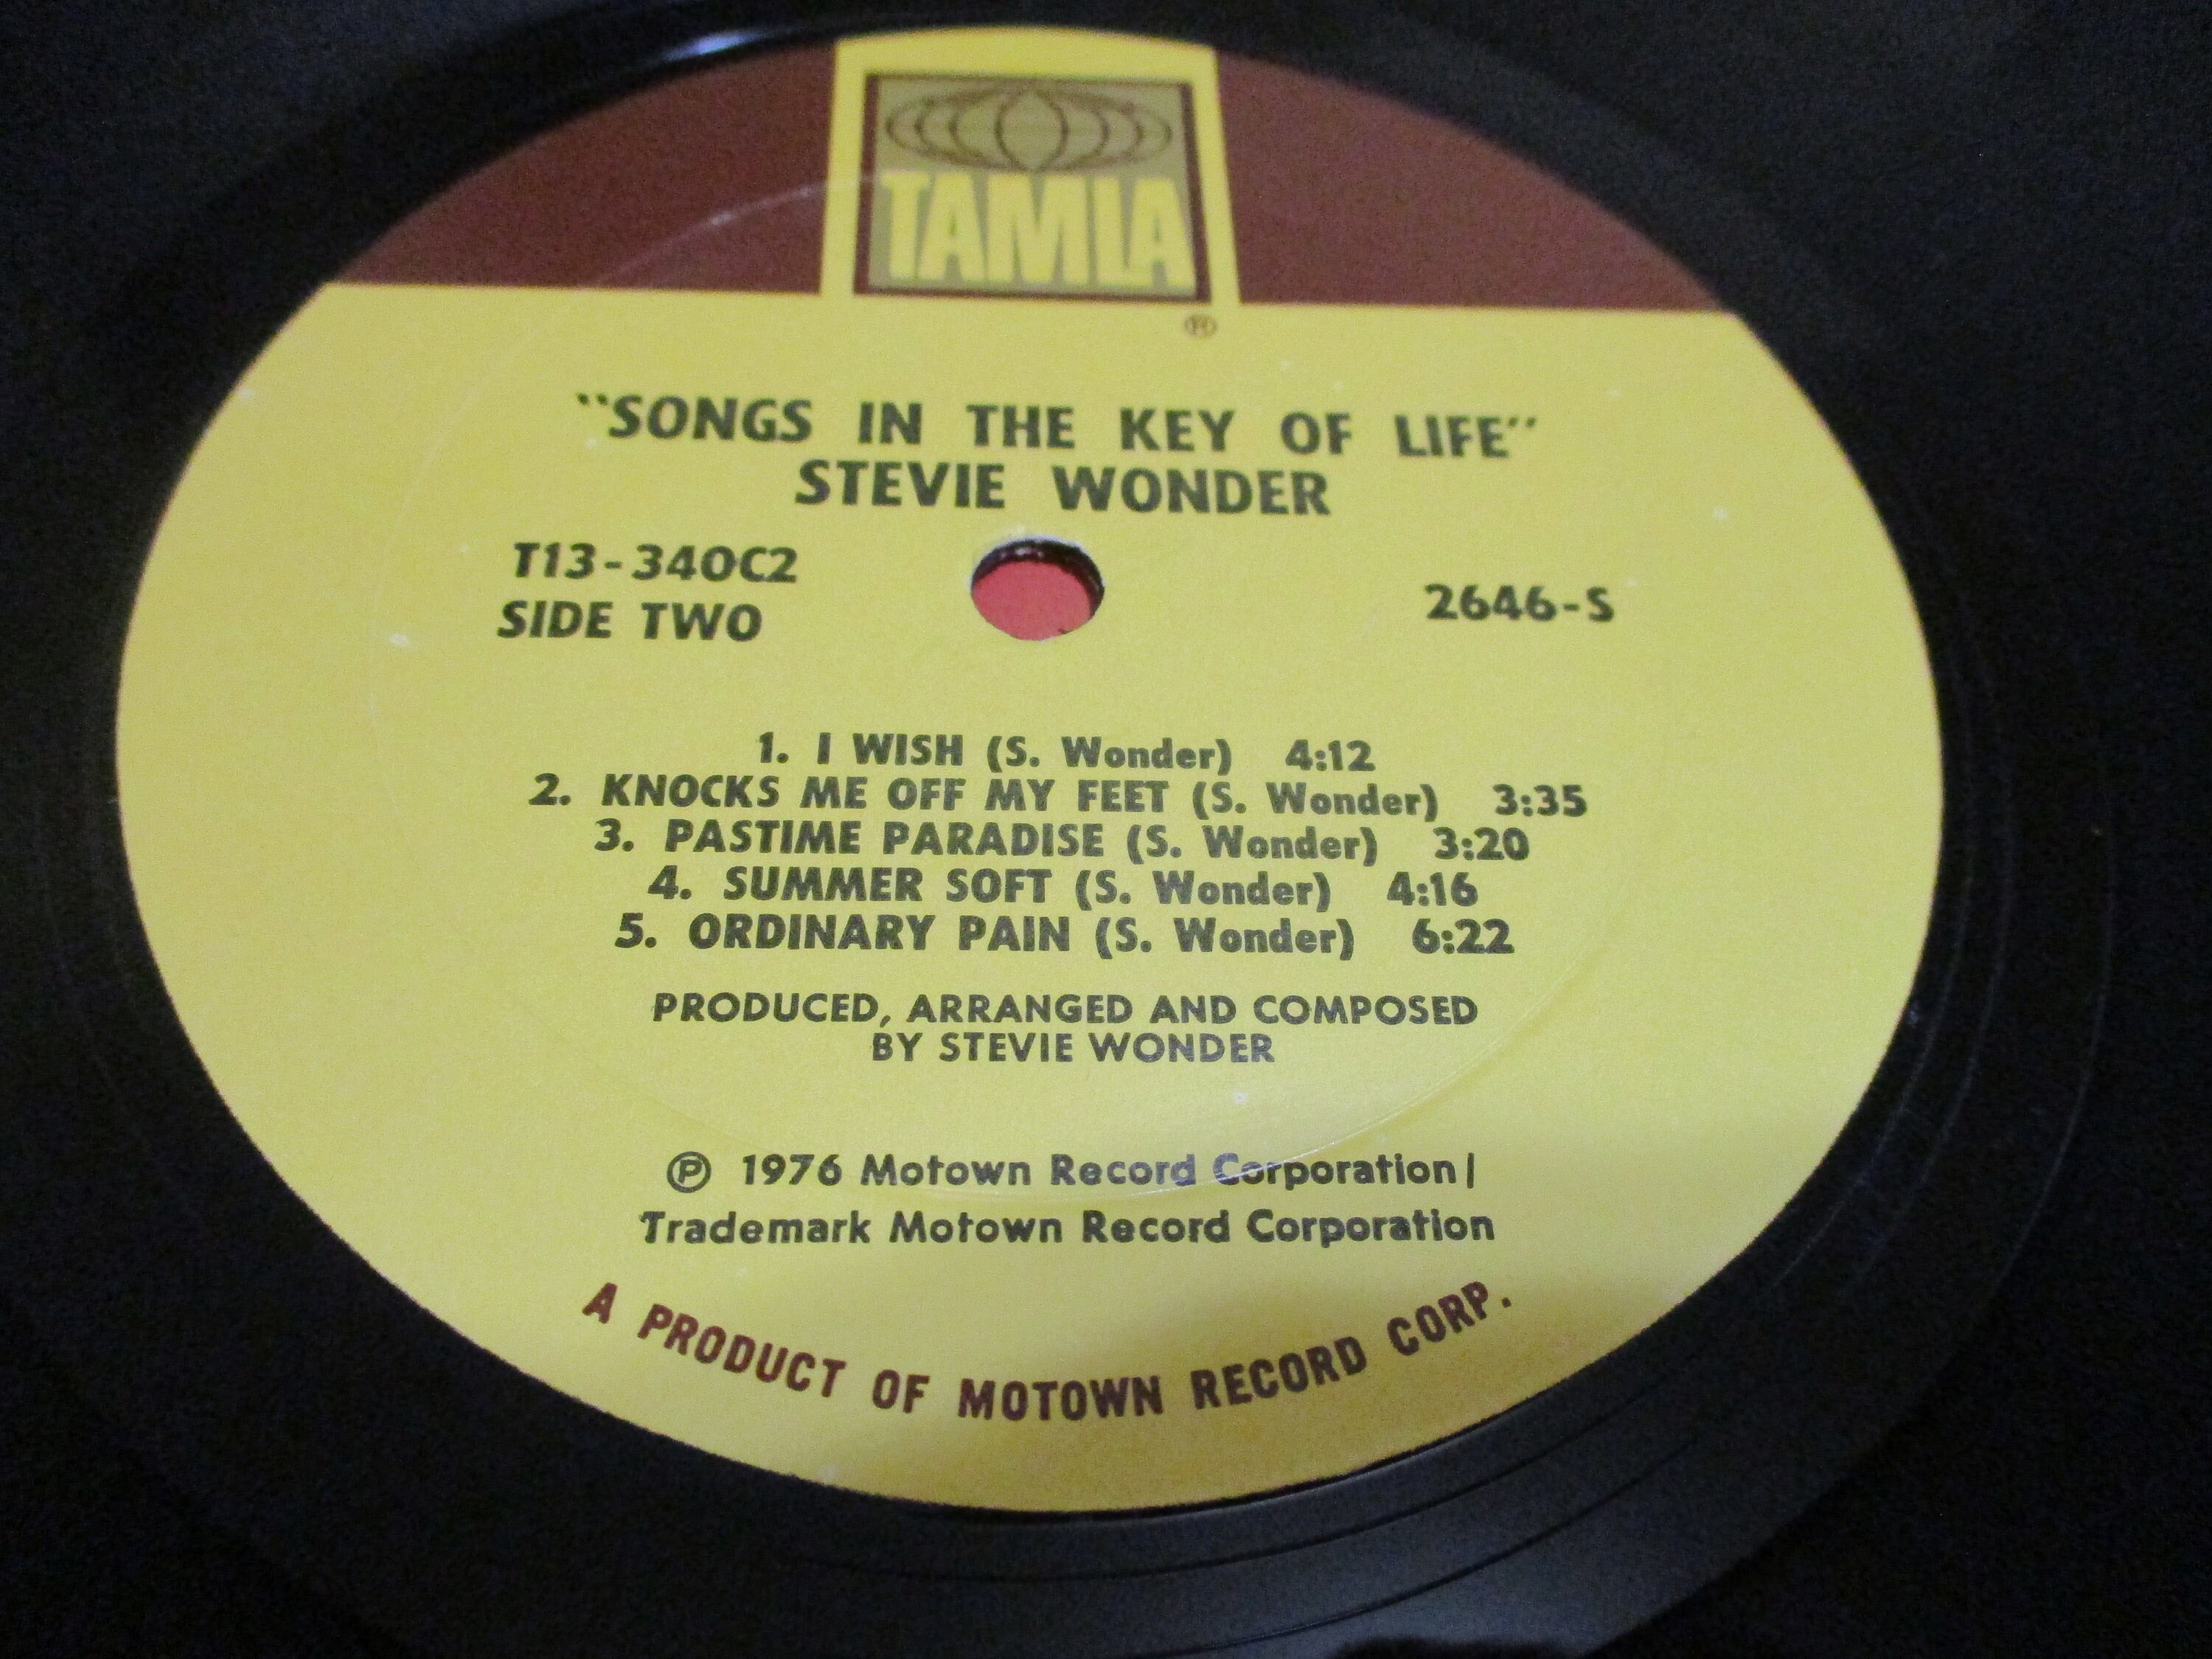 TAMLA
®
"SONGS IN THE KEY OF LIFE"
STEVIE WONDER
T13-340C2
SIDE TWO
2646-S
1. I WISH (S. Wonder) 4:12
2. KNOCKS ME OFF MY FEET (S. Wonder) 3:35
3. PASTIME PARADISE (S. Wonder) 3:20
4. SUMMER SOFT (S. Wonder) 4:16
5. ORDINARY PAIN (S. Wonder) 6:22
PRODUCED, ARRANGED AND COMPOSED
BY STEVIE WONDER
℗ 1976 Motown Record Corporation/
Trademark Motown Record Corporation
A PRODUCT OF MOTOWN RECORD CORP.